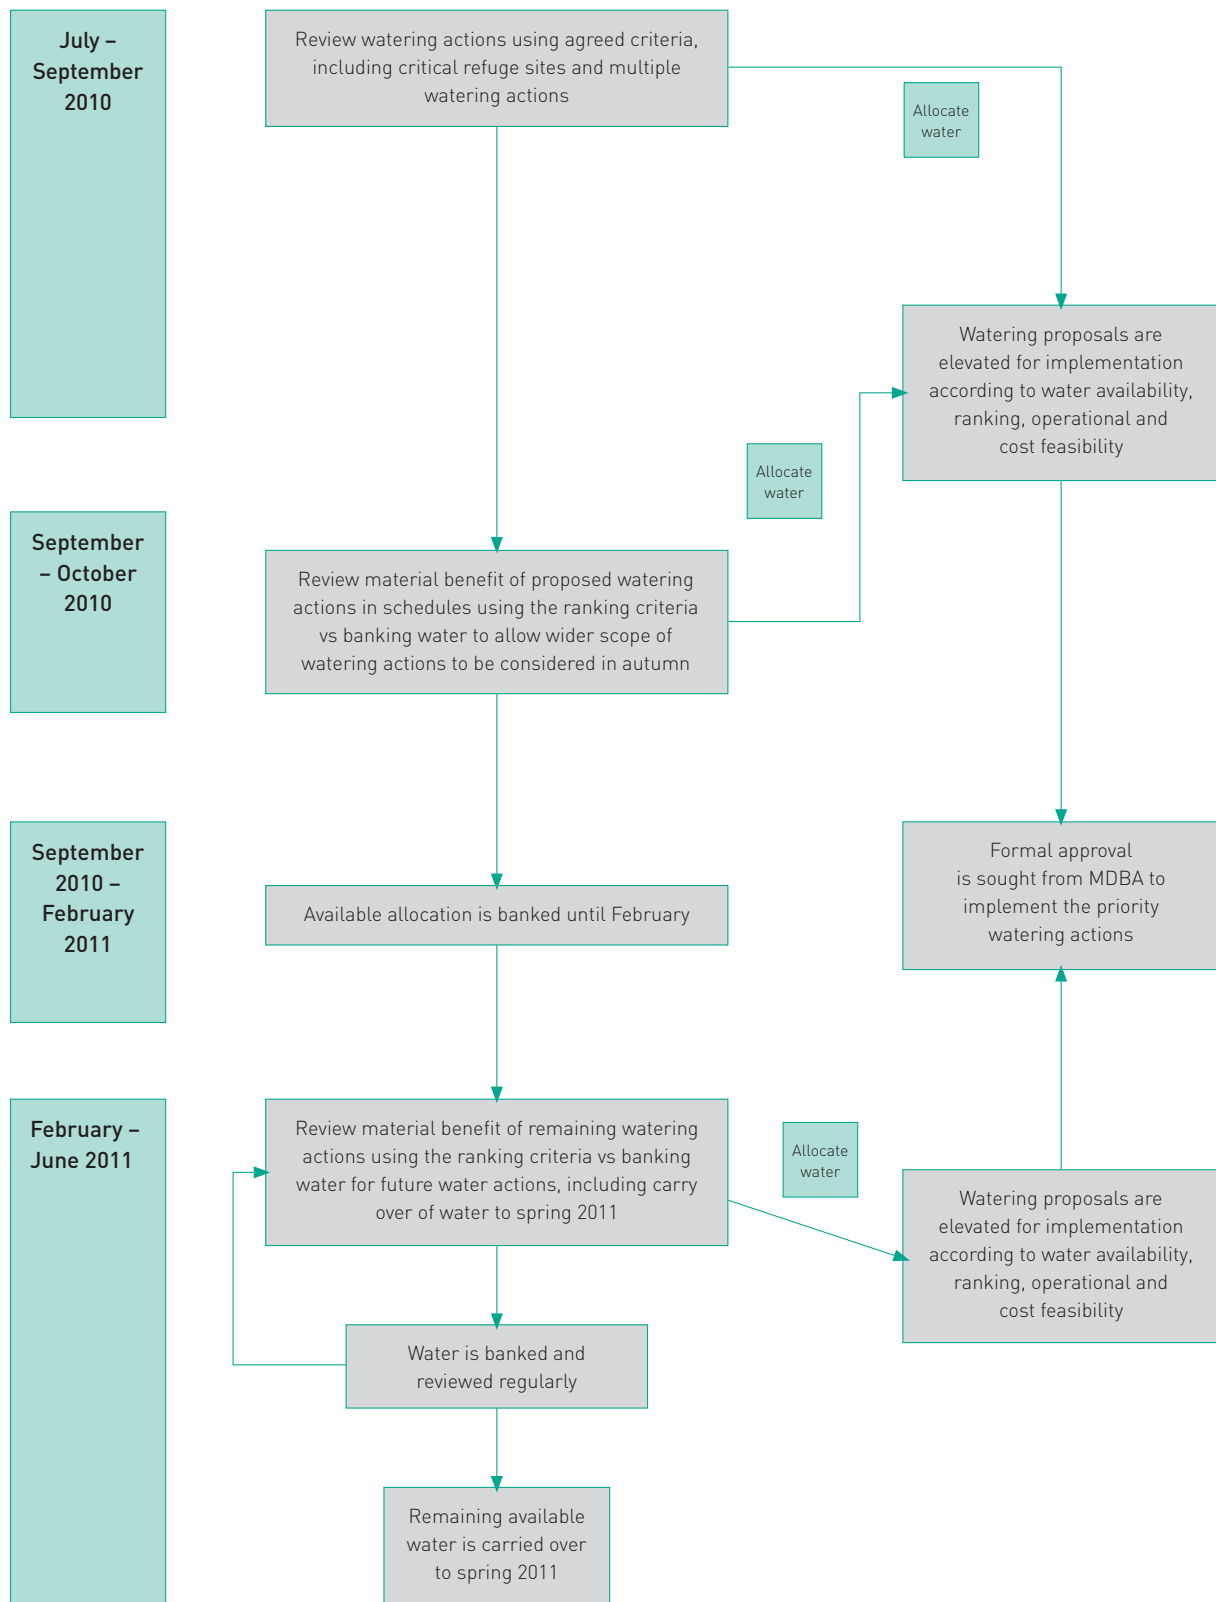 July –
September
2010
Review watering actions using agreed criteria,
including critical refuge sites and multiple
watering actions
Allocate
water
Watering proposals are
elevated for implementation
according to water availability,
ranking, operational and
cost feasibility
Allocate
water
September
– October
2010
Review material benefit of proposed watering
actions in schedules using the ranking criteria
vs banking water to allow wider scope of
watering actions to be considered in autumn
September
2010 –
February
2011
Available allocation is banked until February
Formal approval
is sought from MDBA to
implement the priority
watering actions
February –
June 2011
Review material benefit of remaining watering
actions using the ranking criteria vs banking
water for future water actions, including carry
over of water to spring 2011
Allocate
water
Watering proposals are
elevated for implementation
according to water availability,
ranking, operational and
cost feasibility
Water is banked and
reviewed regularly
Remaining available
water is carried over
to spring 2011